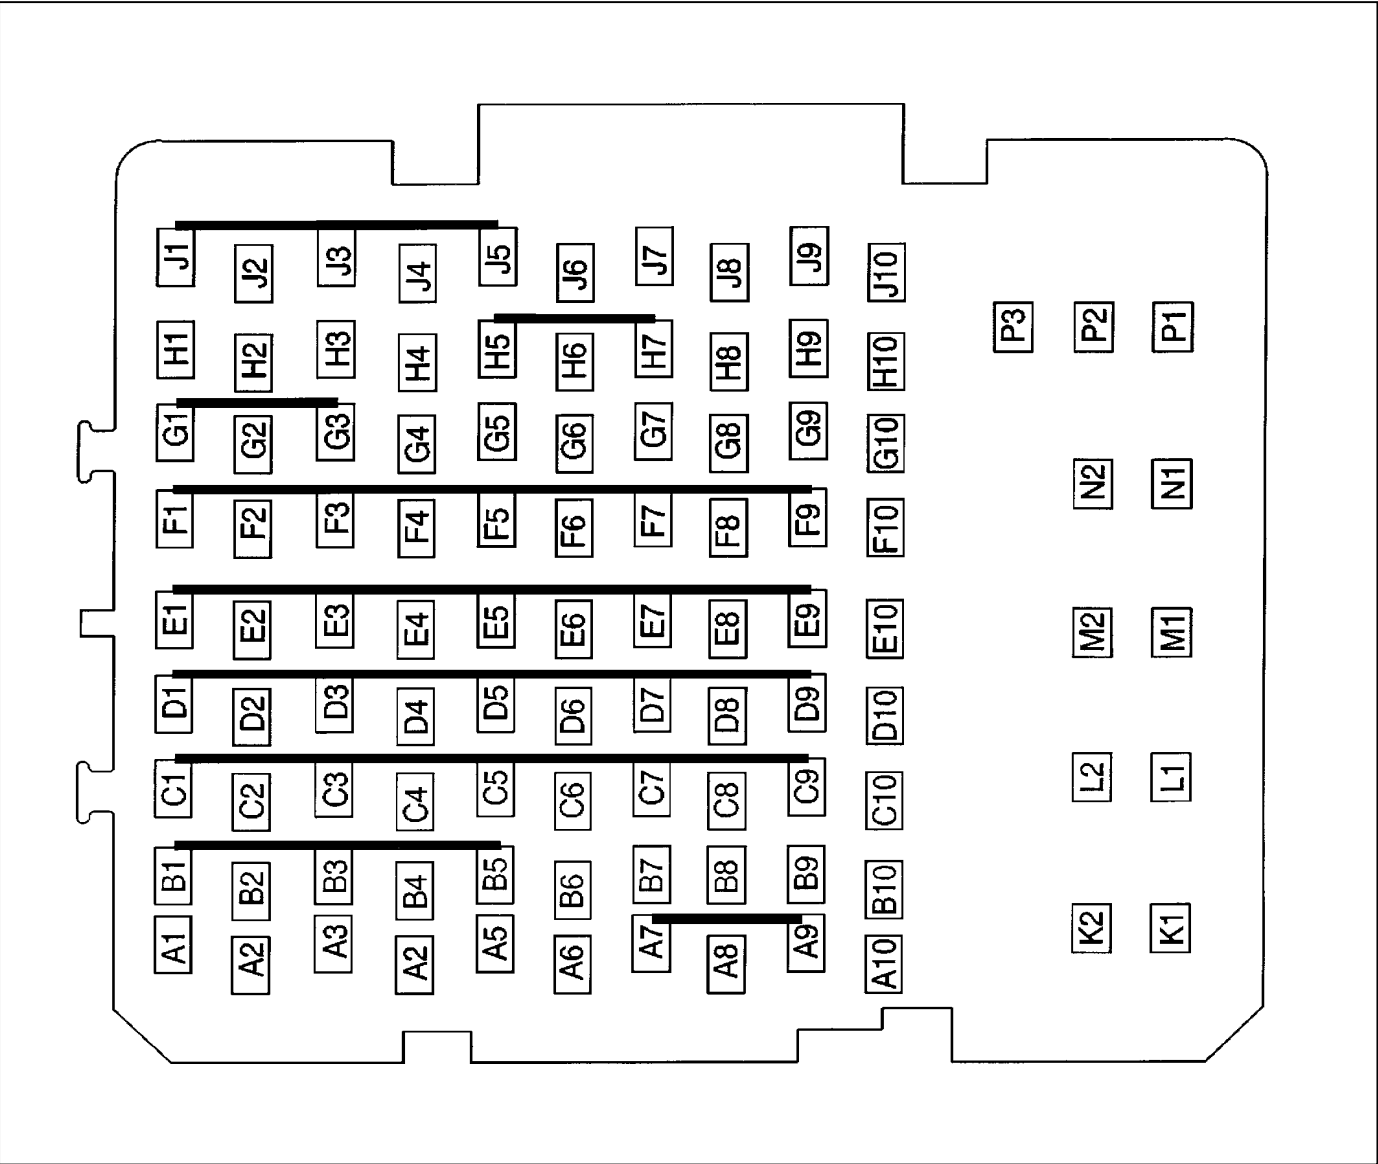 J1 J2 J3 J4 J5 J6 J7 J8 J9 J10
H1 H2 H3 H4 H5 H6 H7 H8 H9 H10
P3 P2 P1
G1 G2 G3 G4 G5 G6 G7 G8 G9 G10
N2 N1
F1 F2 F3 F4 F5 F6 F7 F8 F9 F10
E1 E2 E3 E4 E5 E6 E7 E8 E9 E10
M2 M1
D1 D2 D3 D4 D5 D6 D7 D8 D9 D10
C1 C2 C3 C4 C5 C6 C7 C8 C9 C10
L2 L1
B1 B2 B3 B4 B5 B6 B7 B8 B9 B10
A1 A2 A3 A2 A5 A6 A7 A8 A9 A10
K2 K1